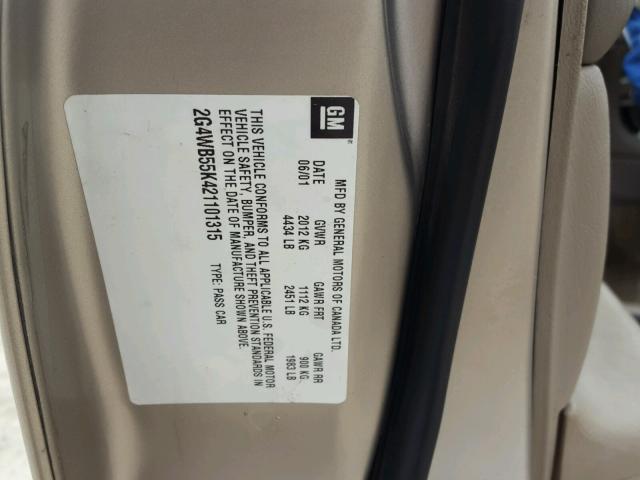 GM
MFD BY GENERAL MOTORS OF CANADA LTD.
DATE GVWR GAWR FRT GAWR RR
06/01 2012 KG 1112 KG 900 KG
4434 LB 2451 LB 1983 LB
THIS VEHICLE CONFORMS TO ALL APPLICABLE U.S. FEDERAL MOTOR
VEHICLE SAFETY, BUMPER, AND THEFT PREVENTION STANDARDS IN
EFFECT ON THE DATE OF MANUFACTURE SHOWN ABOVE.
2G4WB55K421101315 TYPE: PASS CAR